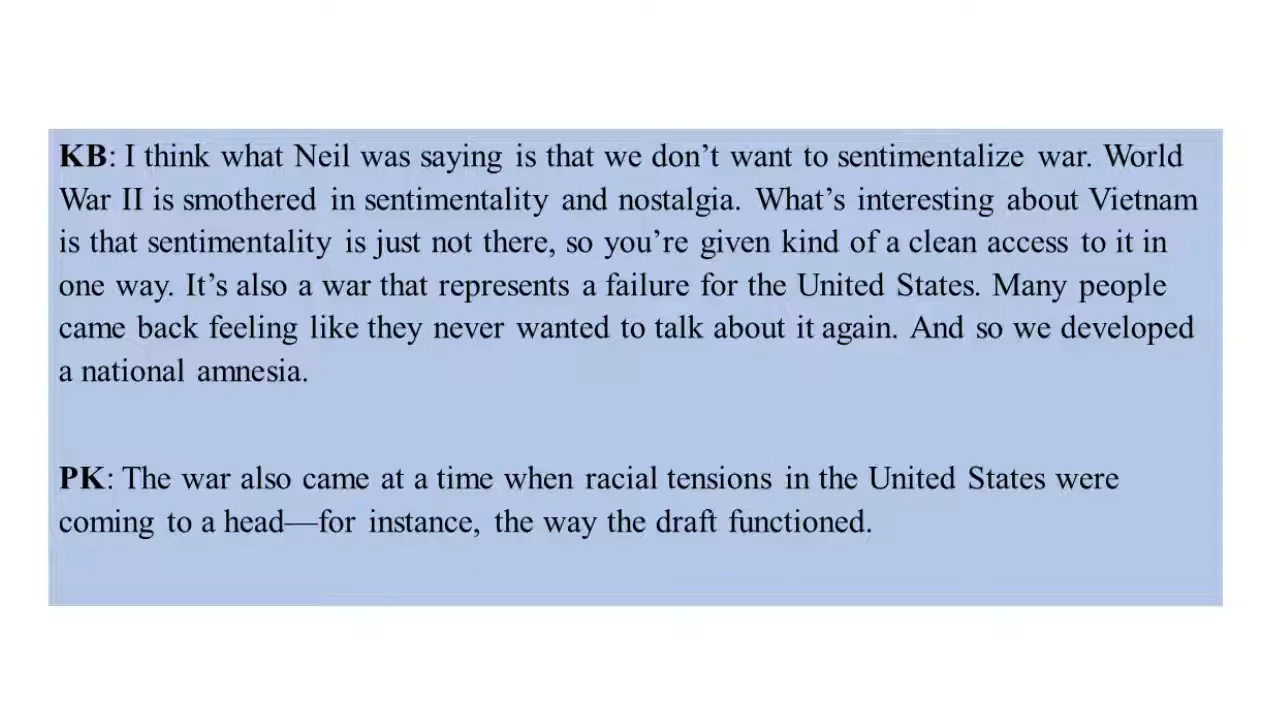 KB: I think what Neil was saying is that we don’t want to sentimentalize war. World
War II is smothered in sentimentality and nostalgia. What’s interesting about Vietnam
is that sentimentality is just not there, so you’re given kind of a clean access to it in
one way. It’s also a war that represents a failure for the United States. Many people
came back feeling like they never wanted to talk about it again. And so we developed
a national amnesia.
PK: The war also came at a time when racial tensions in the United States were
coming to a head—for instance, the way the draft functioned.